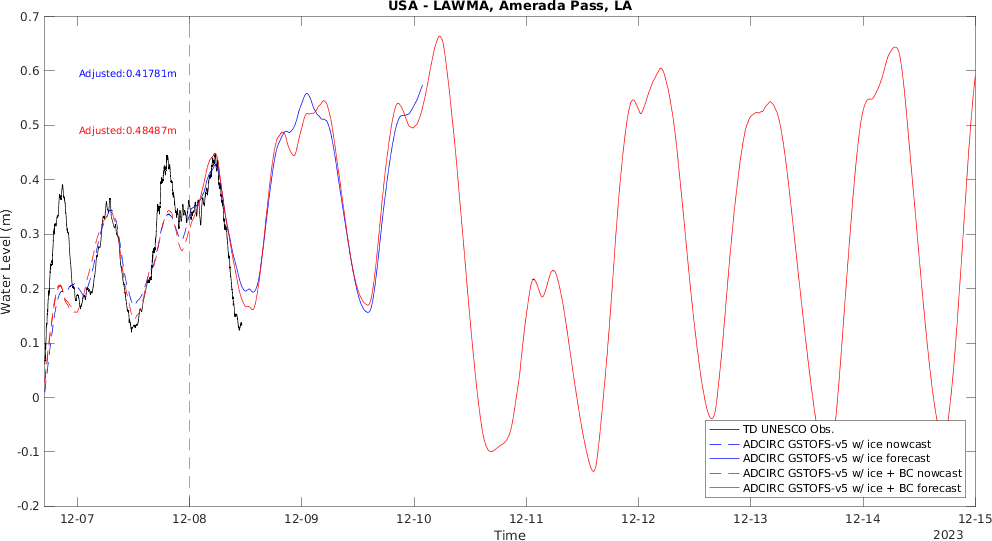 USA - LAWMA, Amerada Pass, LA
0.7
0.6
0.5
0.4
0.3
0.2
0.1
0
-0.1
-0.2
Water Level (m)
Adjusted:0.41781m
Adjusted:0.48487m
TD UNESCO Obs.
ADCIRC GSTOFS-v5 w/ ice nowcast
ADCIRC GSTOFS-v5 w/ ice forecast
ADCIRC GSTOFS-v5 w/ ice + BC nowcast
ADCIRC GSTOFS-v5 w/ ice + BC forecast
12-07 12-08 12-09 12-10 12-11 12-12 12-13 12-14 12-15
Time
2023